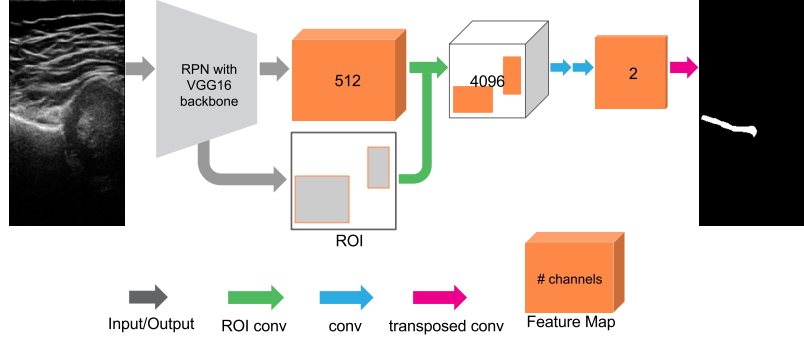 RPN with
VGG16
backbone
512
4096
2
ROI
# channels
Input/Output
ROI conv
conv
transposed conv
Feature Map